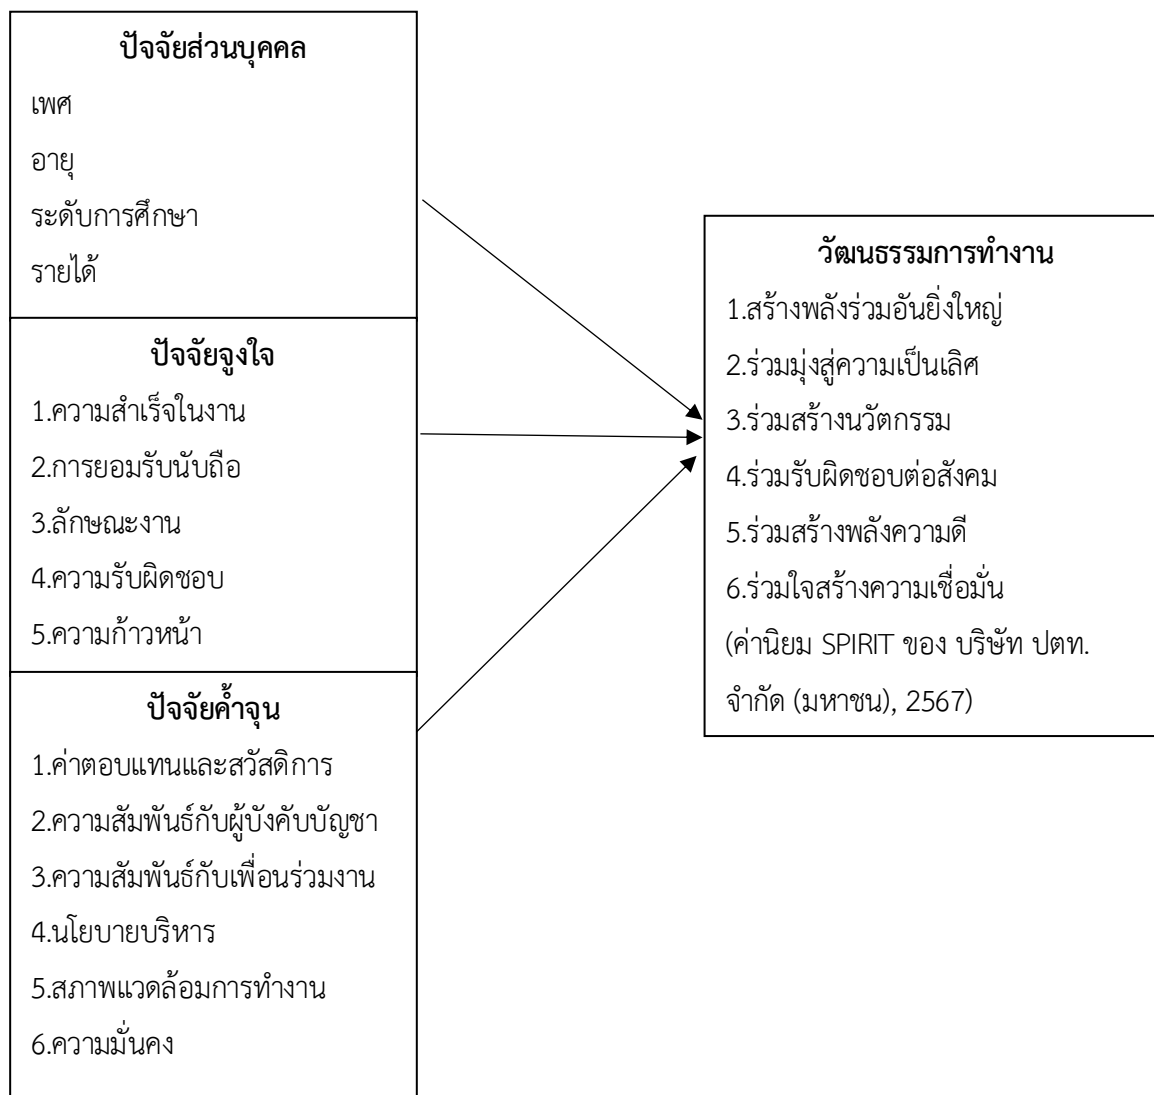 ปัจจัยส่วนบุคคล
เพศ
อายุ
ระดับการศึกษา
รายได้
ปัจจัยจูงใจ
1.ความสำเร็จในงาน
2.การยอมรับนับถือ
3.ลักษณะงาน
4.ความรับผิดชอบ
5.ความก้าวหน้า
ปัจจัยค้ำจุน
1.ค่าตอบแทนและสวัสดิการ
2.ความสัมพันธ์กับผู้บังคับบัญชา
3.ความสัมพันธ์กับเพื่อนร่วมงาน
4.นโยบายบริหาร
5.สภาพแวดล้อมการทำงาน
6.ความมั่นคง
วัฒนธรรมการทำงาน
1.สร้างพลังร่วมอันยิ่งใหญ่
2.ร่วมมุ่งสู่ความเป็นเลิศ
3.ร่วมสร้างนวัตกรรม
4.ร่วมรับผิดชอบต่อสังคม
5.ร่วมสร้างพลังความดี
6.ร่วมใจสร้างความเชื่อมั่น
(ค่านิยม SPIRIT ของ บริษัท ปตท.
จำกัด (มหาชน), 2567)